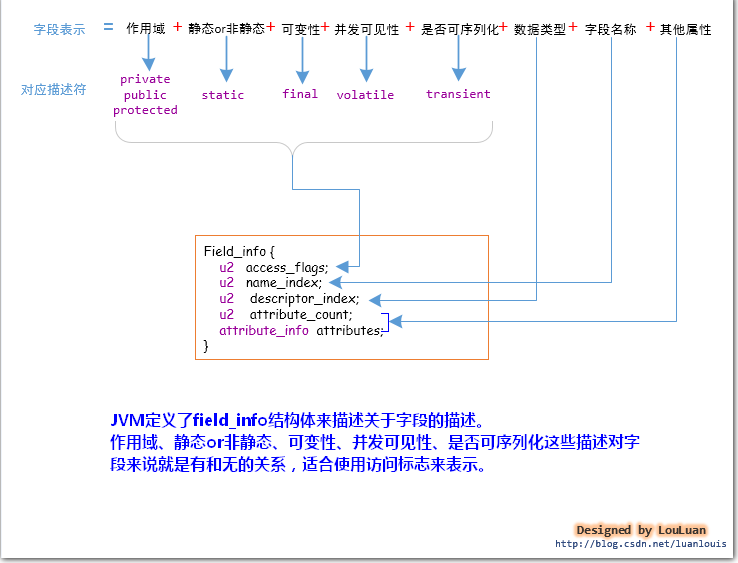 字段表示 = 作用域 + 静态or非静态 + 可变性 + 并发可见性 + 是否可序列化 + 数据类型 + 字段名称 + 其他属性
对应描述符 private public protected static final volatile transient
Field_info {
u2 access_flags;
u2 name_index;
u2 descriptor_index;
u2 attribute_count;
attribute_info attributes;
}
JVM定义了field_info结构体来描述关于字段的描述。
作用域、静态or非静态、可变性、并发可见性、是否可序列化这些描述对字
段来说就是有和无的关系，适合使用访问标志来表示。
Designed by LouLuan
http://blog.csdn.net/luanlouis